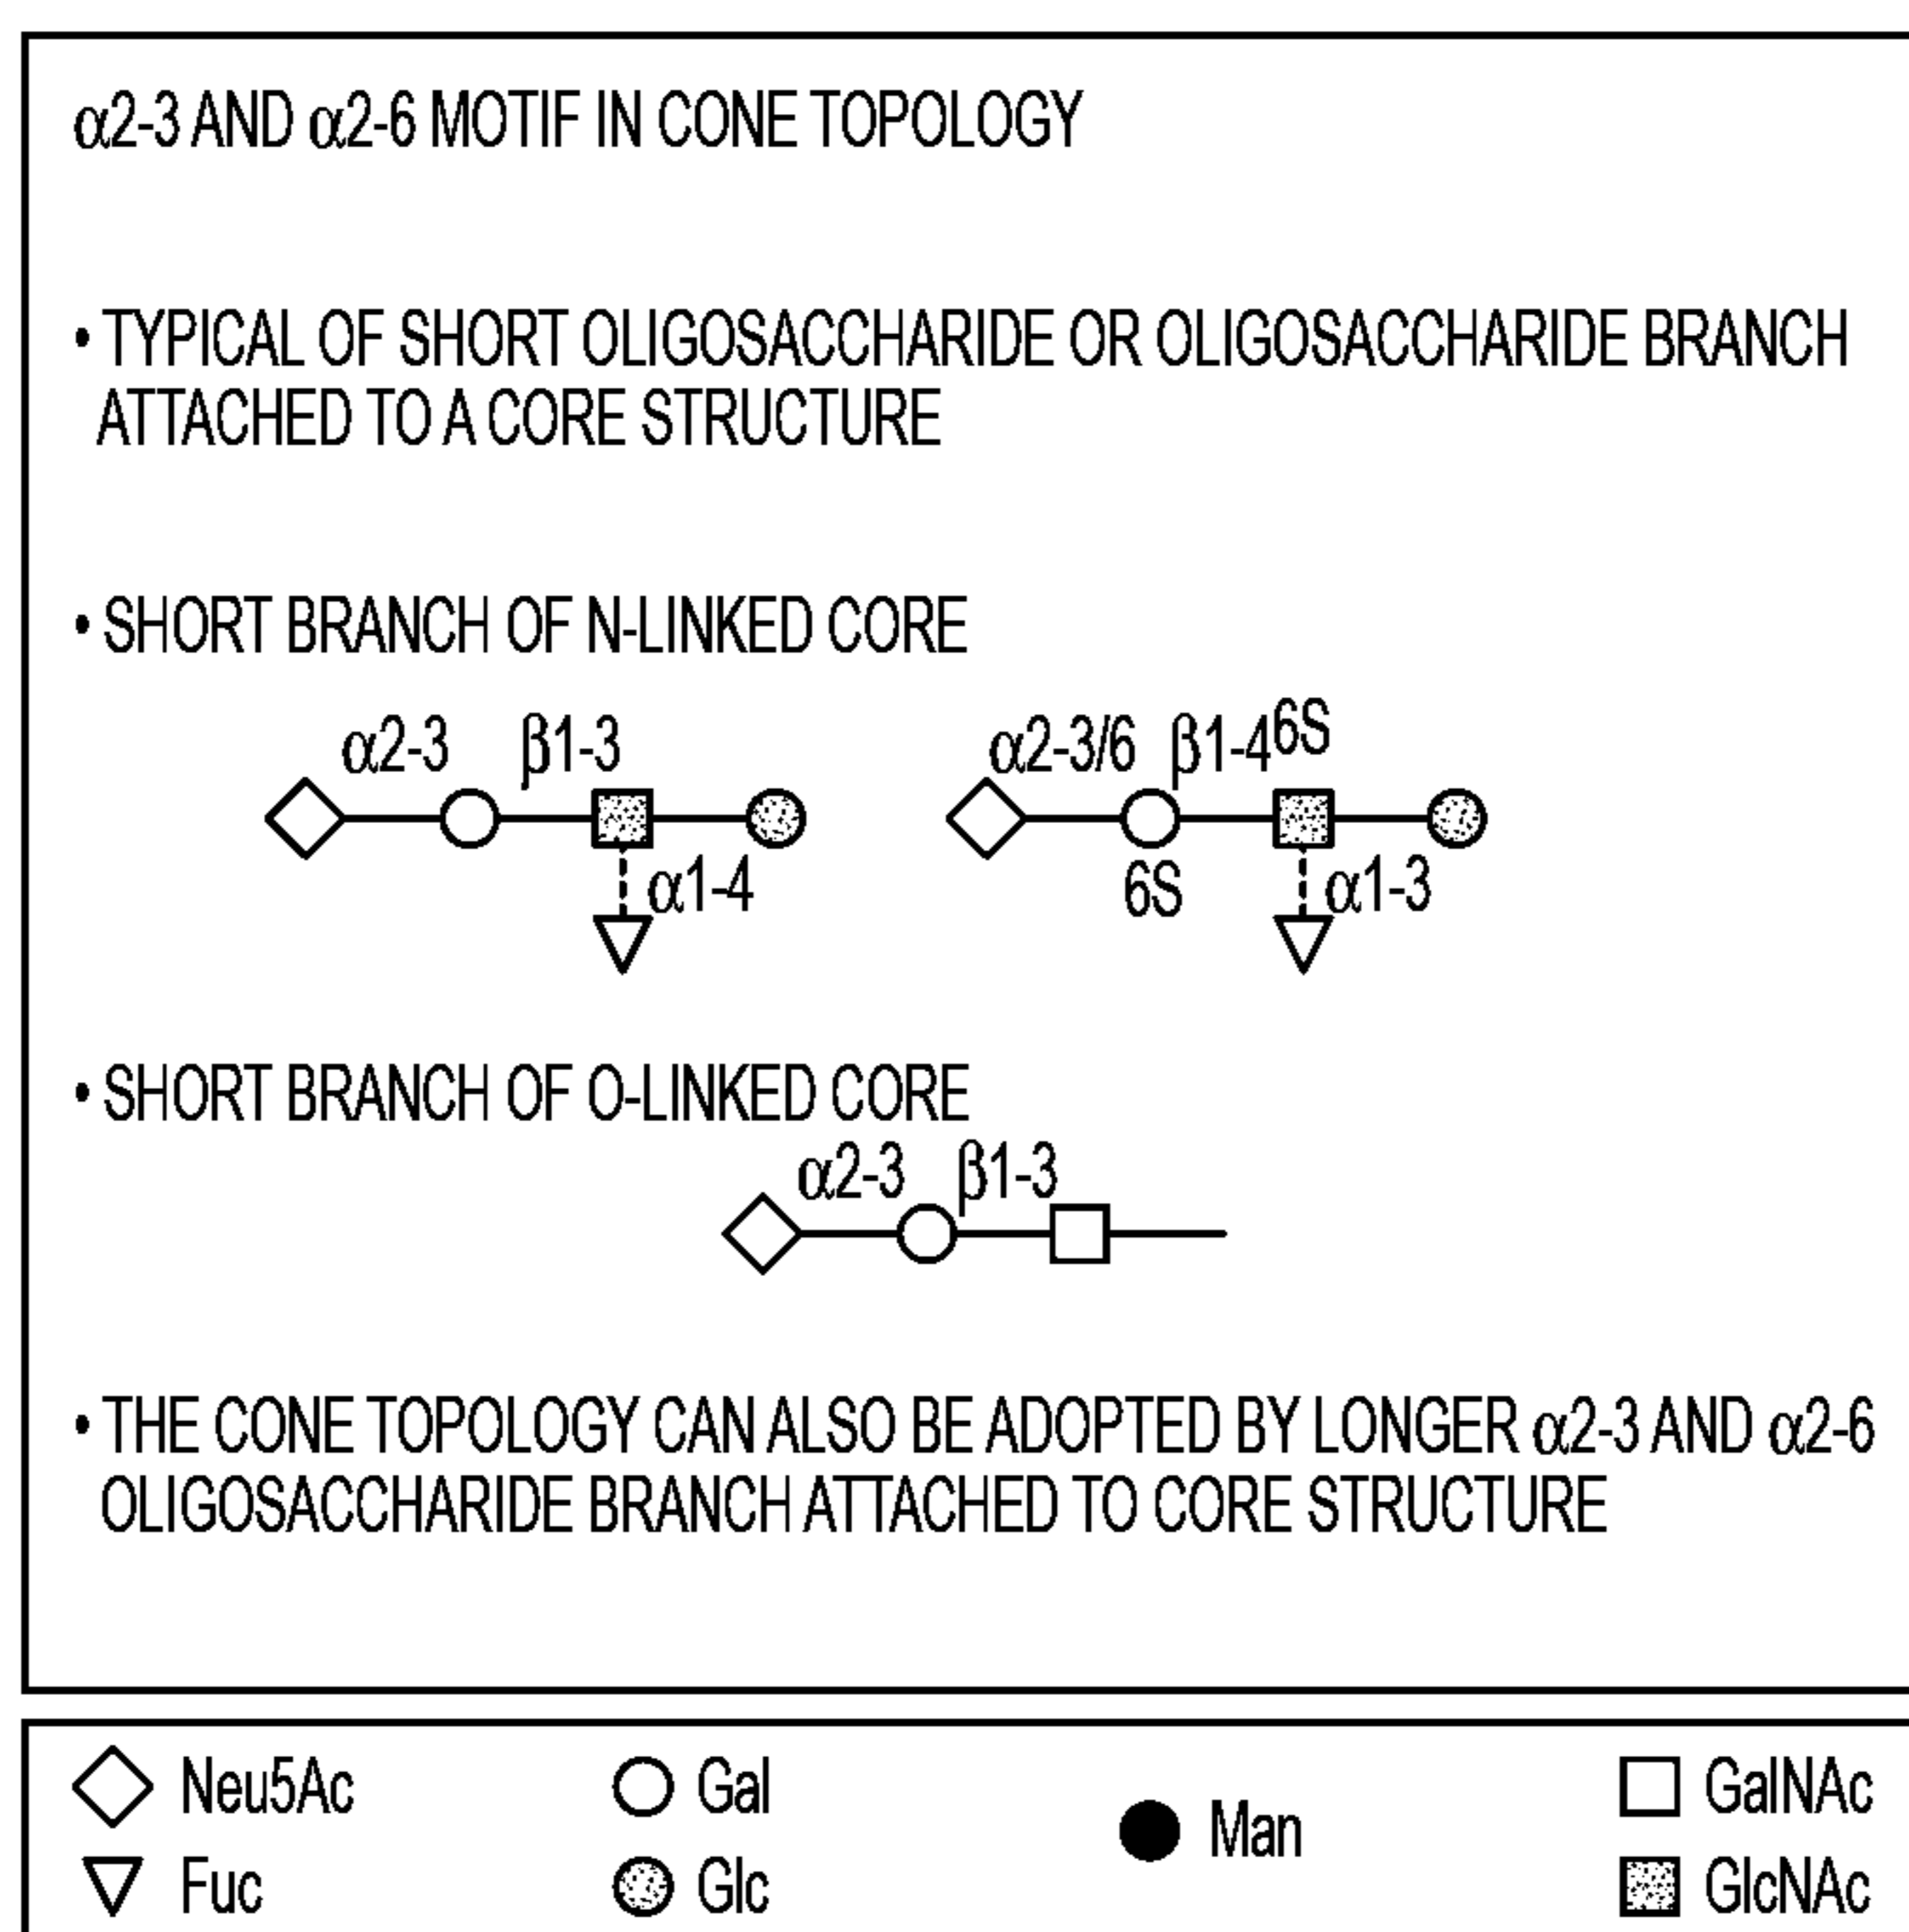 α2-3 AND α2-6 MOTIF IN CONE TOPOLOGY
• TYPICAL OF SHORT OLIGOSACCHARIDE OR OLIGOSACCHARIDE BRANCH
ATTACHED TO A CORE STRUCTURE
• SHORT BRANCH OF N-LINKED CORE
α2-3 β1-3 α2-3/6 β1-4 6S
6S
α1-4 α1-3
• SHORT BRANCH OF O-LINKED CORE
α2-3 β1-3
• THE CONE TOPOLOGY CAN ALSO BE ADOPTED BY LONGER α2-3 AND α2-6
OLIGOSACCHARIDE BRANCH ATTACHED TO CORE STRUCTURE
Neu5Ac Gal Man GalNAc
Fuc Glc GlcNAc